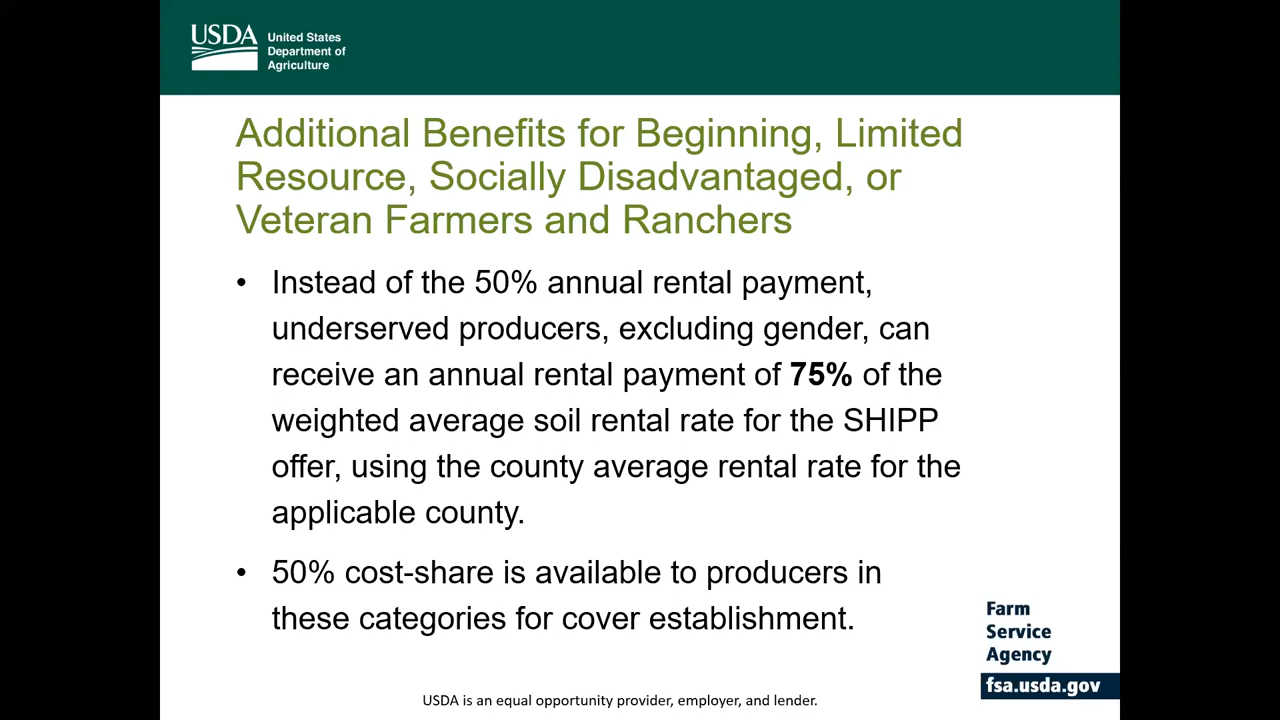 USDA
United States
Department of
Agriculture
Additional Benefits for Beginning, Limited
Resource, Socially Disadvantaged, or
Veteran Farmers and Ranchers
• Instead of the 50% annual rental payment,
underserved producers, excluding gender, can
receive an annual rental payment of 75% of the
weighted average soil rental rate for the SHIPP
offer, using the county average rental rate for the
applicable county.
• 50% cost-share is available to producers in
these categories for cover establishment.
Farm
Service
Agency
fsa.usda.gov
USDA is an equal opportunity provider, employer, and lender.